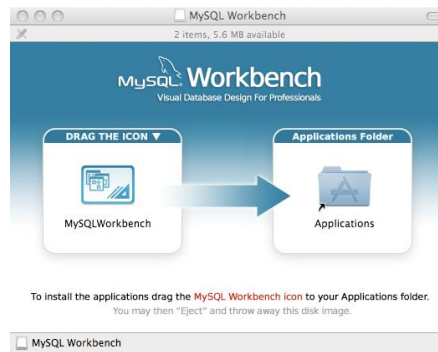 MySQL Workbench
2 items, 5.6 MB available
MySQL Workbench
Visual Database Design For Professionals
DRAG THE ICON ▼
Applications Folder
MySQLWorkbench
Applications
To install the applications drag the MySQL Workbench icon to your Applications folder.
You may then "Eject" and throw away this disk image.
MySQL Workbench